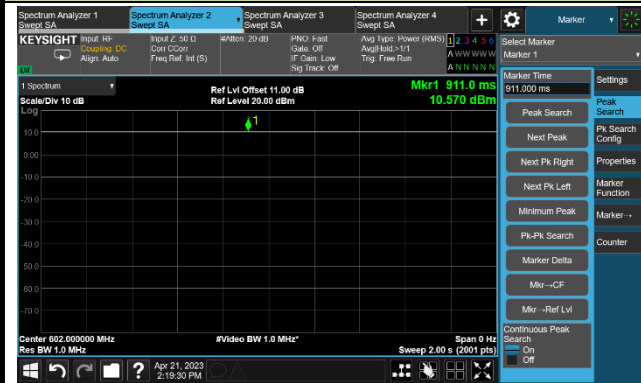 Spectrum Analyzer 1
Swept SA
Spectrum Analyzer 2
Swept SA
Spectrum Analyzer 3
Swept SA
Spectrum Analyzer 4
Swept SA
+
Marker
KEYSIGHT
Input: RF
Coupling: DC
Align: Auto
Input Z: 50 Ω
Corr CCorr
Freq Ref: Int (S)
#Atten: 20 dB
PNO: Fast
Gate: Off
IF Gain: Low
Sig Track: Off
Avg Type: Power (RMS)
Avg|Hold:>1/1
Trig: Free Run
1 2 3 4 5 6
A W W W W W
A N N N N N
Select Marker
Marker 1
1 Spectrum
Scale/Div 10 dB
Log
Ref Lvl Offset 11.00 dB
Ref Level 20.00 dBm
Mkr1 911.0 ms
10.570 dBm
1
10.0
0.00
-10.0
-20.0
-30.0
-40.0
-50.0
-60.0
-70.0
Center 602.000000 MHz
Res BW 1.0 MHz
#Video BW 1.0 MHz*
Span 0 Hz
Sweep 2.00 s (2001 pts)
Marker Time
911.000 ms
Peak Search
Next Peak
Next Pk Right
Next Pk Left
Minimum Peak
Pk-Pk Search
Marker Delta
Mkr→CF
Mkr→Ref Lvl
Continuous Peak
Search
On
Off
Settings
Peak
Search
Pk Search
Config
Properties
Marker
Function
Marker→
Counter
?
Apr 21, 2023
2:19:30 PM